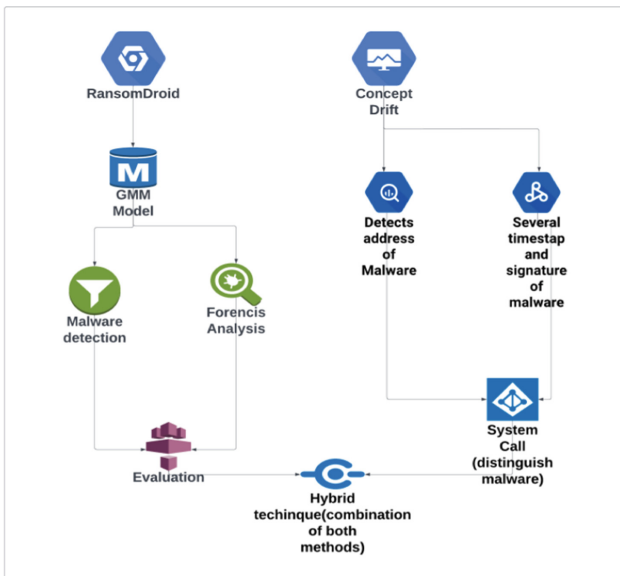 RansomDroid
Concept
Drift
M
GMM
Model
Detects
address
of
Malware
Several
timestap
and
signature
of
malware
Malware
detection
Forencis
Analysis
System
Call
(distinguish
malware)
Evaluation
Hybrid
techinque(combination
of both
methods)